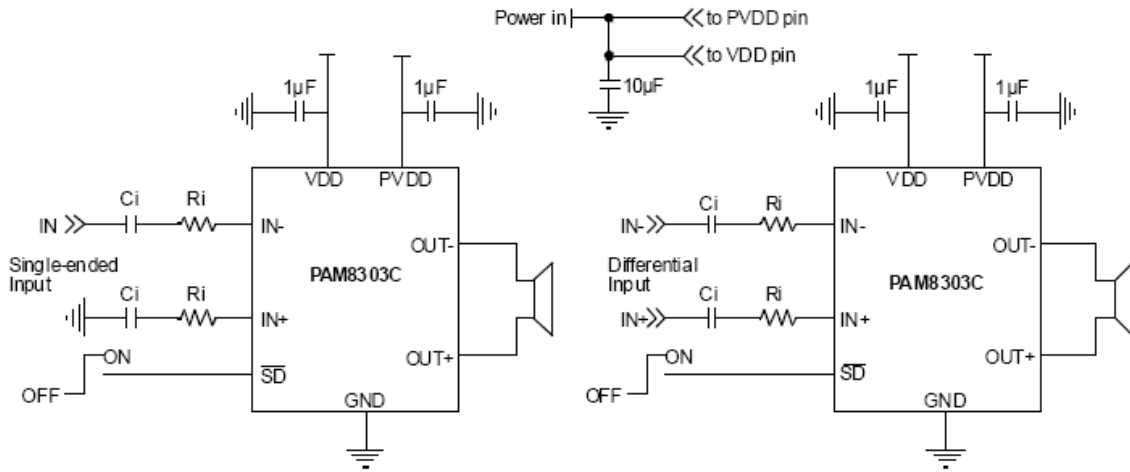 Power in
to PVDD pin
to VDD pin
10µF
1µF
1µF
VDD
PVDD
Ci
Ri
IN
IN-
OUT-
Single-ended
Input
PAM8303C
Ci
Ri
IN+
OUT+
ON
OFF
SD
GND
1µF
1µF
VDD
PVDD
Ci
Ri
IN-
IN-
OUT-
Differential
Input
PAM8303C
Ci
Ri
IN+
IN+
OUT+
ON
OFF
SD
GND